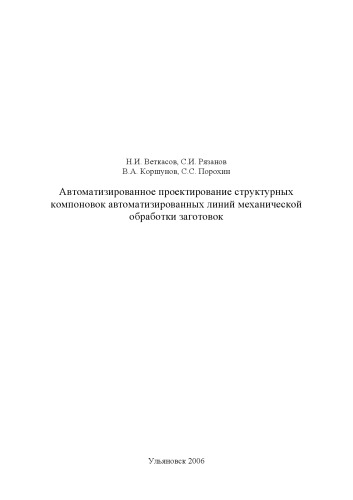 Н.И. Веткасов, С.И. Рязанов
В.А. Коршунов, С.С. Порохин
Автоматизированное проектирование структурных
компоновок автоматизированных линий механической
обработки заготовок
Ульяновск 2006